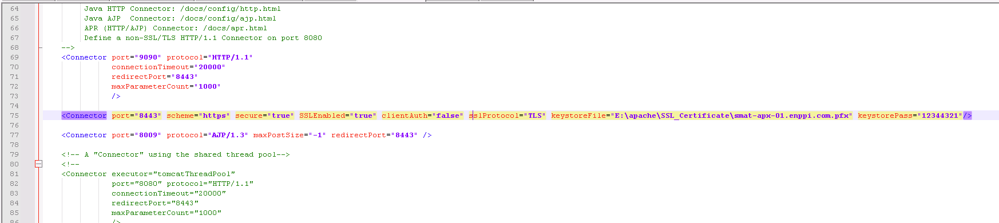 64 Java HTTP Connector: /docs/config/http.html
65 Java AJP  Connector: /docs/config/ajp.html
66 APR (HTTP/AJP) Connector: /docs/apr.html
67 Define a non-SSL/TLS HTTP/1.1 Connector on port 8080
68 -->
69 <Connector port="9090" protocol="HTTP/1.1"
70 connectionTimeout="20000"
71 redirectPort="8443"
72 maxParameterCount="1000"
73 />
74
75 <Connector port="8443" scheme="https" secure="true" SSLEnabled="true" clientAuth="false" sslProtocol="TLS" keystoreFile="E:\apache\SSL_Certificate\smat-apx-01.enppi.com.pfx" keystorePass="12344321"/>
76
77 <Connector port="8009" protocol="AJP/1.3" maxPostSize="-1" redirectPort="8443" />
78
79 <!-- A "Connector" using the shared thread pool-->
80 <!--
81 <Connector executor="tomcatThreadPool"
82 port="8080" protocol="HTTP/1.1"
83 connectionTimeout="20000"
84 redirectPort="8443"
85 maxParameterCount="1000"
86 />